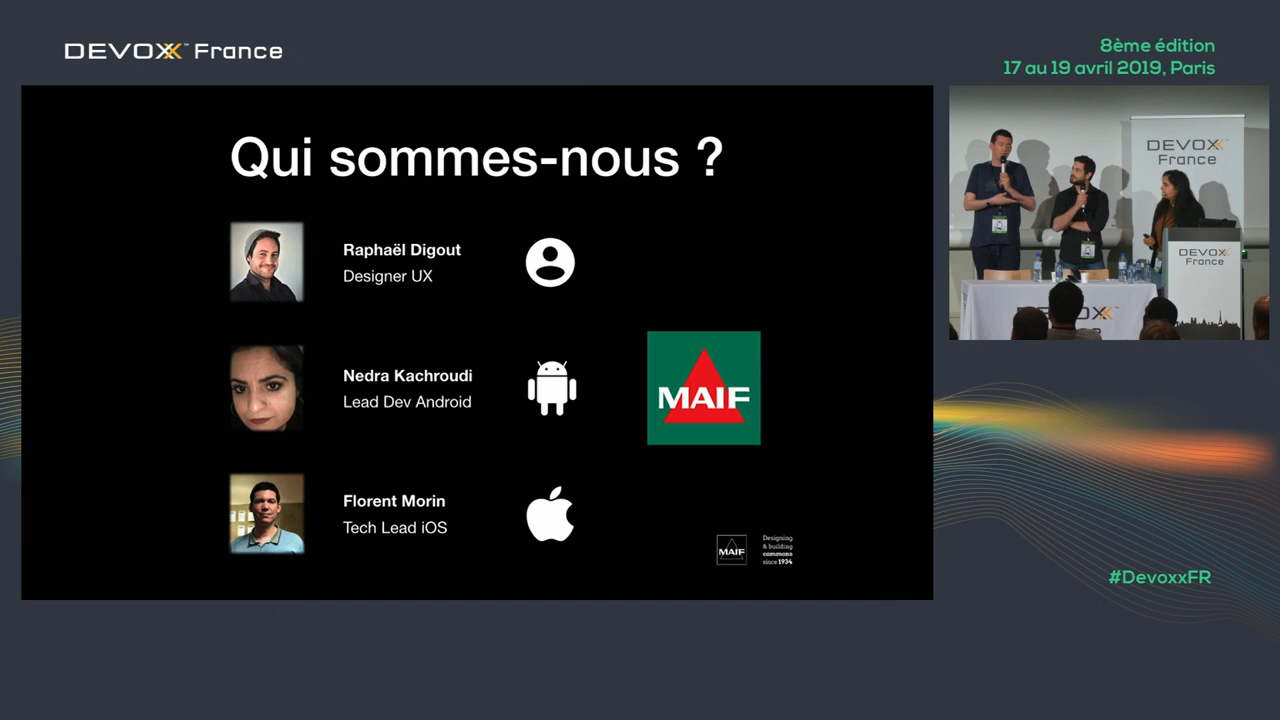 DEVOXX™ France
8ème édition
17 au 19 avril 2019, Paris
Qui sommes-nous ?
Raphaël Digout
Designer UX
Nedra Kachroudi
Lead Dev Android
Florent Morin
Tech Lead iOS
MAIF
MAIF
Designing
& building
commons
since 1934
DEVOXX
France
DEVOXX
France
DEVOXX
#DevoxxFR